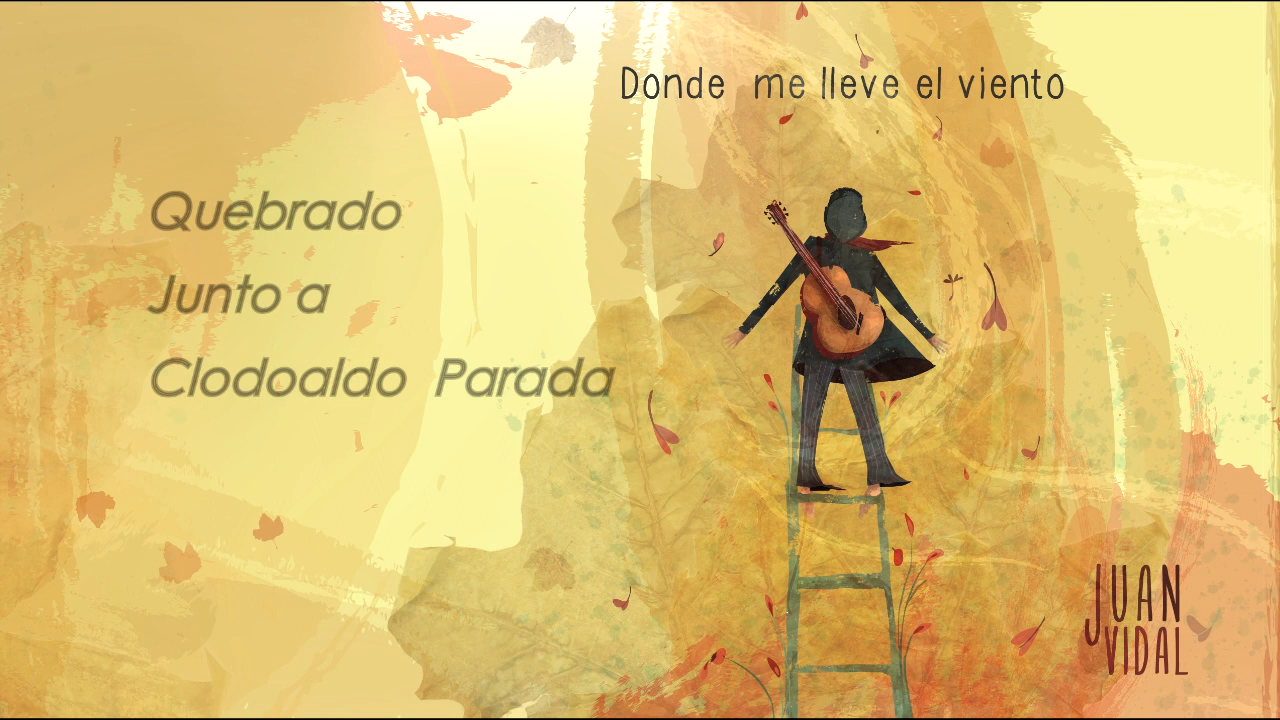 Donde me lleve el viento
Quebrado
Junto a
Clodoaldo Parada
JUAN
VIDAL